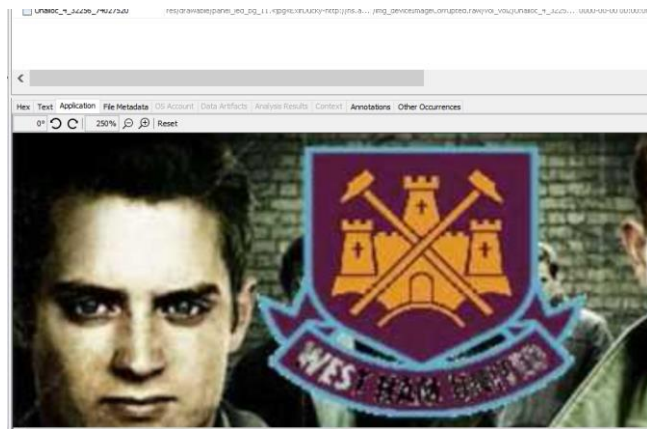 Unalloc_4_32256_74027520
Hex Text Application File Metadata OS Account Data Artifacts Analysis Results Context Annotations Other Occurrences
0° 250% Reset
WEST HAM UNITED